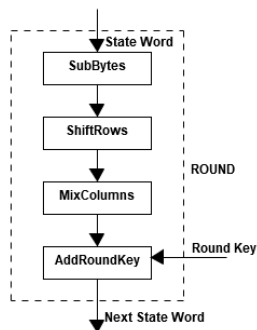 State Word
SubBytes
ShiftRows
ROUND
MixColumns
Round Key
AddRoundKey
Next State Word